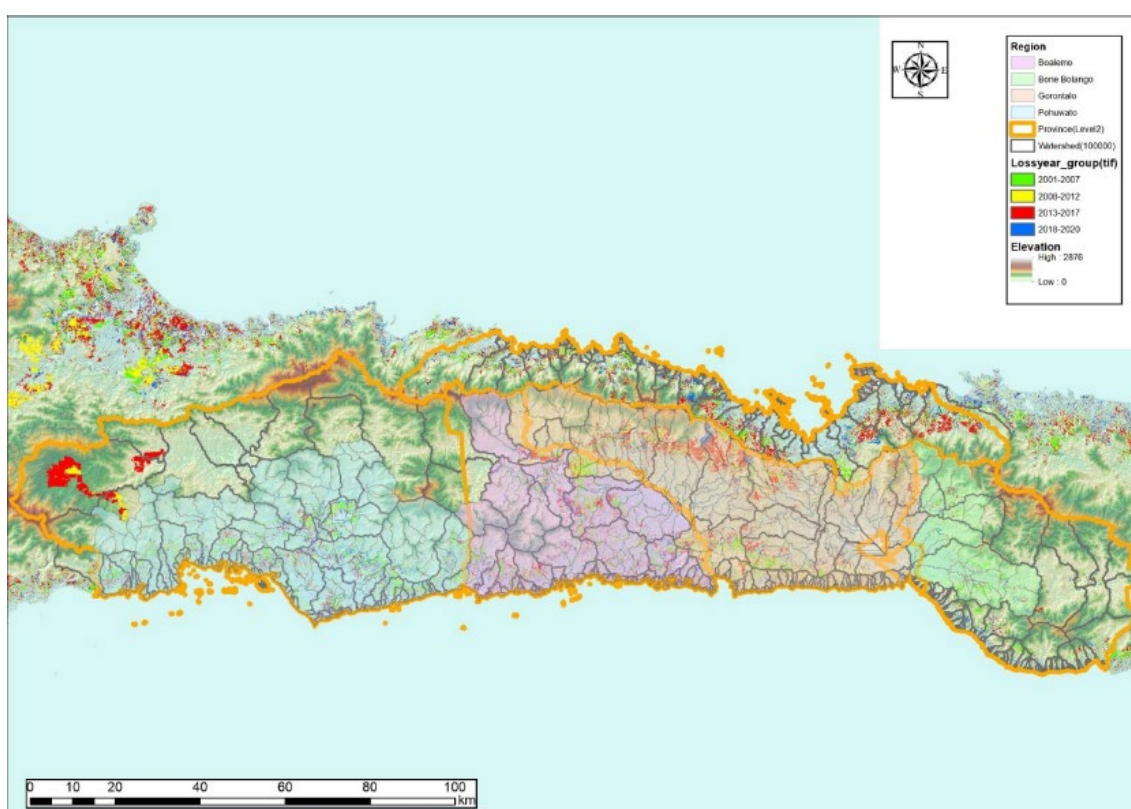 N
W E
S
Region
Boalemo
Bone Bolango
Gorontalo
Pohuwato
Province(Level2)
Watershed(100000)
Lossyear_group(tif)
2001-2007
2008-2012
2013-2017
2018-2020
Elevation
High : 2876
Low : 0
0 10 20 40 60 80 100
km